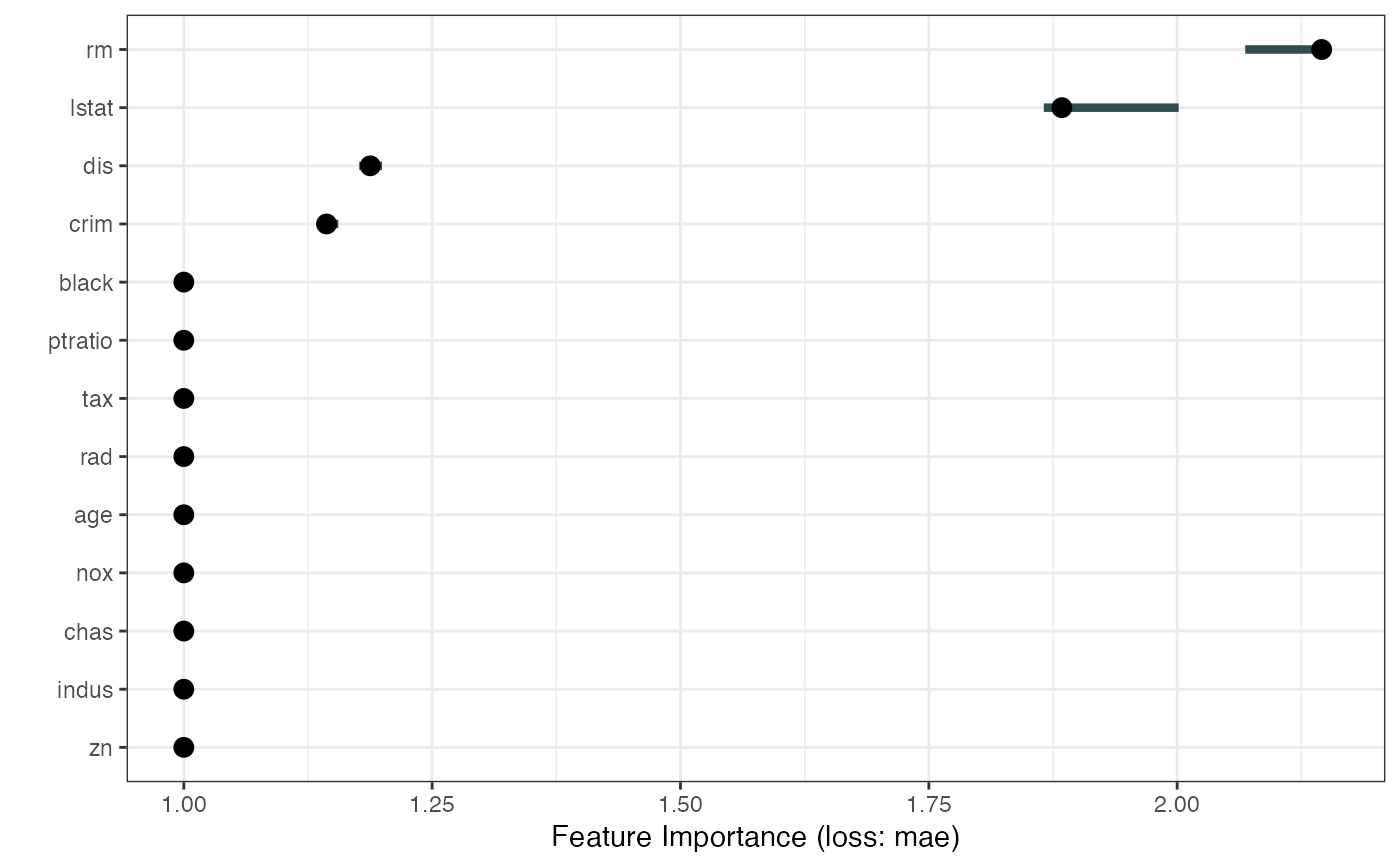 rm
lstat
dis
crim
black
ptratio
tax
rad
age
nox
chas
indus
zn
1.00 1.25 1.50 1.75 2.00
Feature Importance (loss: mae)